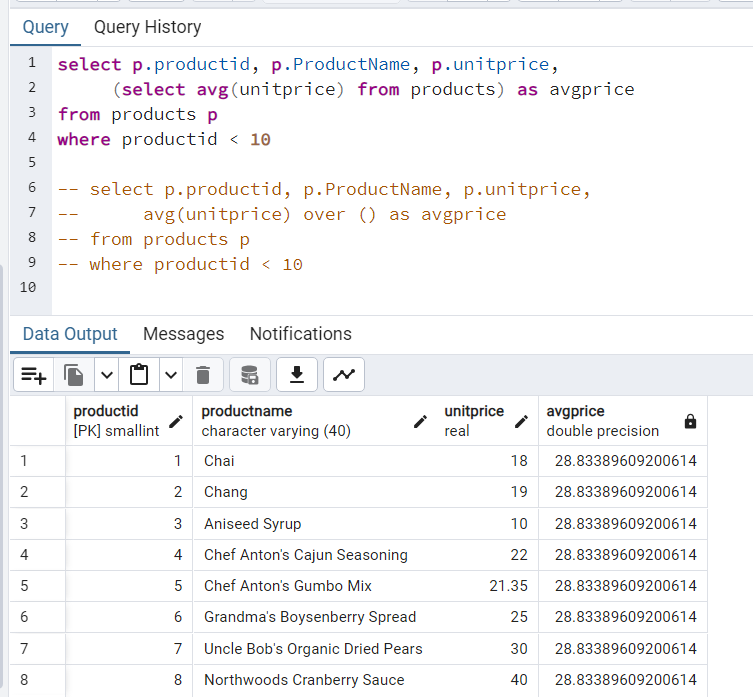 Query Query History
1 select p.productid, p.ProductName, p.unitprice,
2 (select avg(unitprice) from products) as avgprice
3 from products p
4 where productid < 10
5
6 -- select p.productid, p.ProductName, p.unitprice,
7 -- avg(unitprice) over () as avgprice
8 -- from products p
9 -- where productid < 10
10
Data Output Messages Notifications
productid productname unitprice avgprice
[PK] smallint character varying (40) real double precision
1 1 Chai 18 28.83389609200614
2 2 Chang 19 28.83389609200614
3 3 Aniseed Syrup 10 28.83389609200614
4 4 Chef Anton's Cajun Seasoning 22 28.83389609200614
5 5 Chef Anton's Gumbo Mix 21.35 28.83389609200614
6 6 Grandma's Boysenberry Spread 25 28.83389609200614
7 7 Uncle Bob's Organic Dried Pears 30 28.83389609200614
8 8 Northwoods Cranberry Sauce 40 28.83389609200614